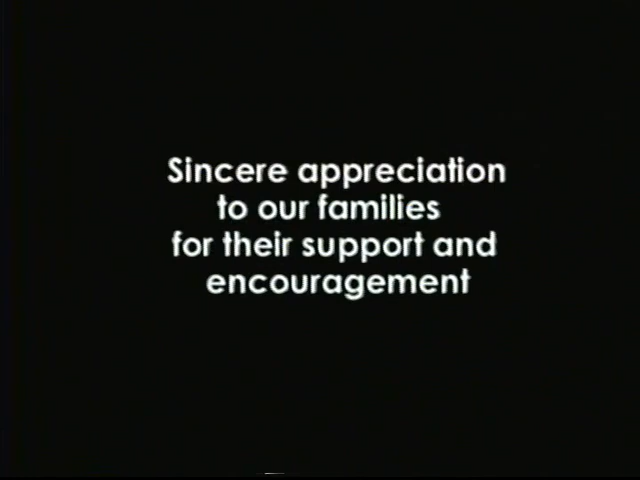 Sincere appreciation
to our families
for their support and
encouragement